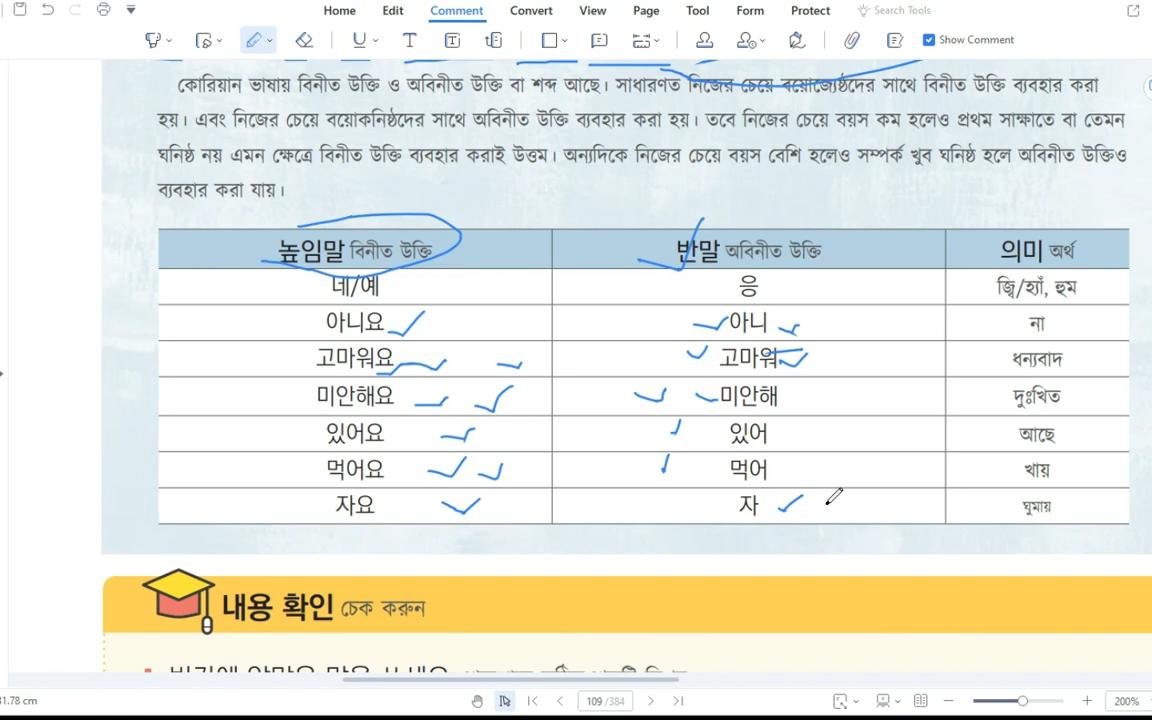 Home Edit Comment Convert View Page Tool Form Protect Search Tools
Show Comment
কোরিয়ান ভাষায় বিনীত উক্তি ও অবিনীত উক্তি বা শব্দ আছে। সাধারণত নিজের চেয়ে বয়োজ্যেষ্ঠদের সাথে বিনীত উক্তি ব্যবহার করা
হয়। এবং নিজের চেয়ে বয়োকনিষ্ঠদের সাথে অবিনীত উক্তি ব্যবহার করা হয়। তবে নিজের চেয়ে বয়স কম হলেও প্রথম সাক্ষাতে বা তেমন
ঘনিষ্ঠ নয় এমন ক্ষেত্রে বিনীত উক্তি ব্যবহার করাই উত্তম। অন্যদিকে নিজের চেয়ে বয়স বেশি হলেও সম্পর্ক খুব ঘনিষ্ঠ হলে অবিনীত উক্তিও
ব্যবহার করা যায়।
높임말 বিনীত উক্তি 반말 অবিনীত উক্তি 의미 অর্থ
네/예 응 জ্বি/হ্যাঁ, হুম
아니요 아니 না
고마워요 고마워 ধন্যবাদ
미안해요 미안해 দুঃখিত
있어요 있어 আছে
먹어요 먹어 খায়
자요 자 ঘুমায়
내용 확인 চেক করুন
31.78 cm 109 /384 200%